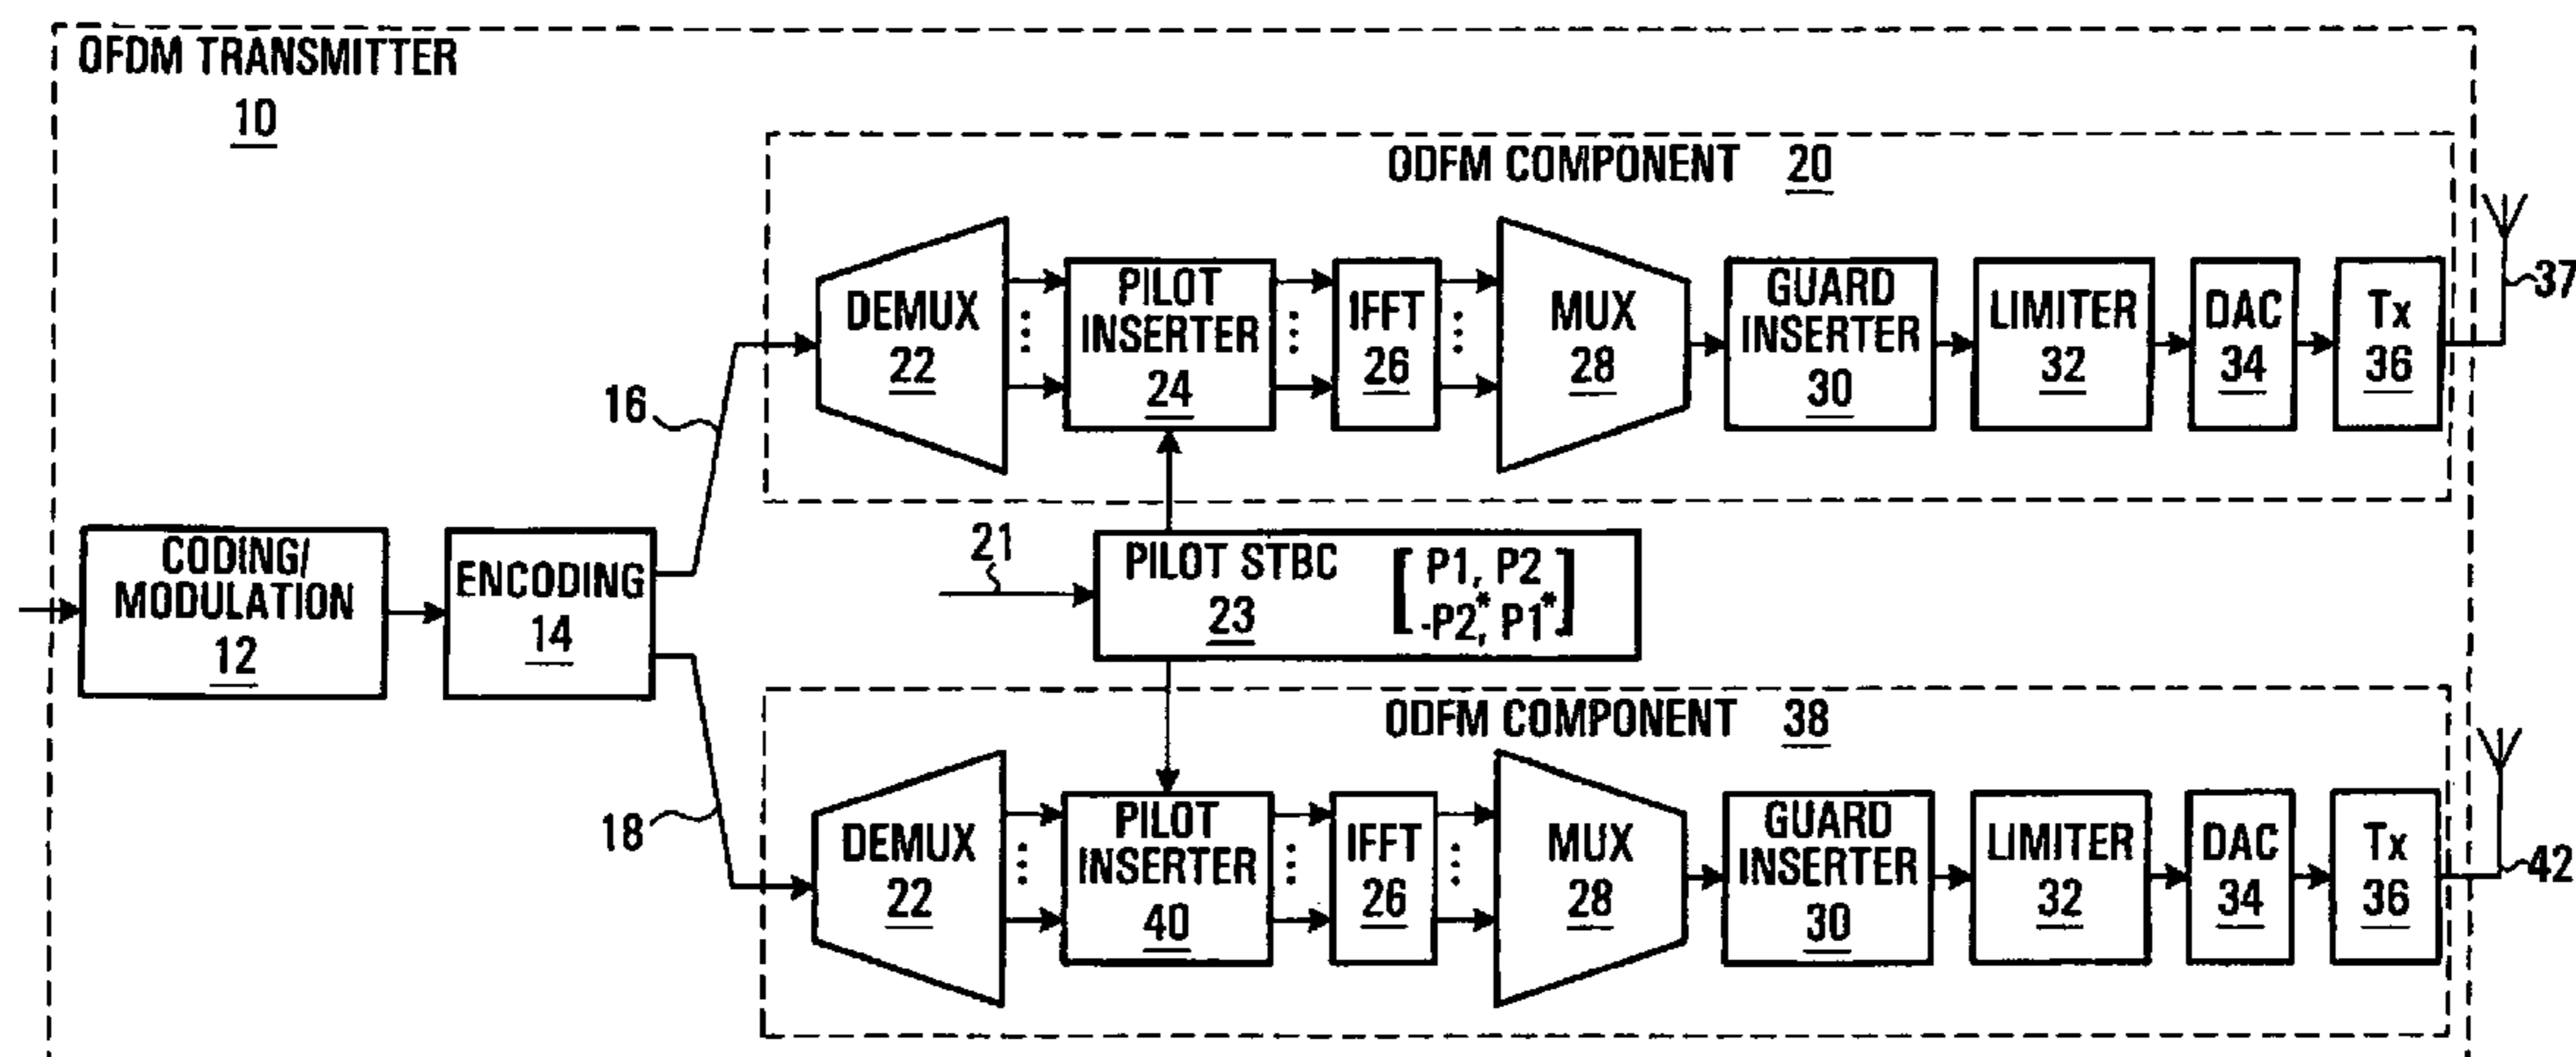 OFDM TRANSMITTER
10
ODFM COMPONENT 20
DEMUX
22
PILOT
INSERTER
24
IFFT
26
MUX
28
GUARD
INSERTER
30
LIMITER
32
DAC
34
Tx
36
37
16
CODING/
MODULATION
12
ENCODING
14
21
PILOT STBC
23
[P1, P2
-P2*, P1*]
18
ODFM COMPONENT 38
DEMUX
22
PILOT
INSERTER
40
IFFT
26
MUX
28
GUARD
INSERTER
30
LIMITER
32
DAC
34
Tx
36
42